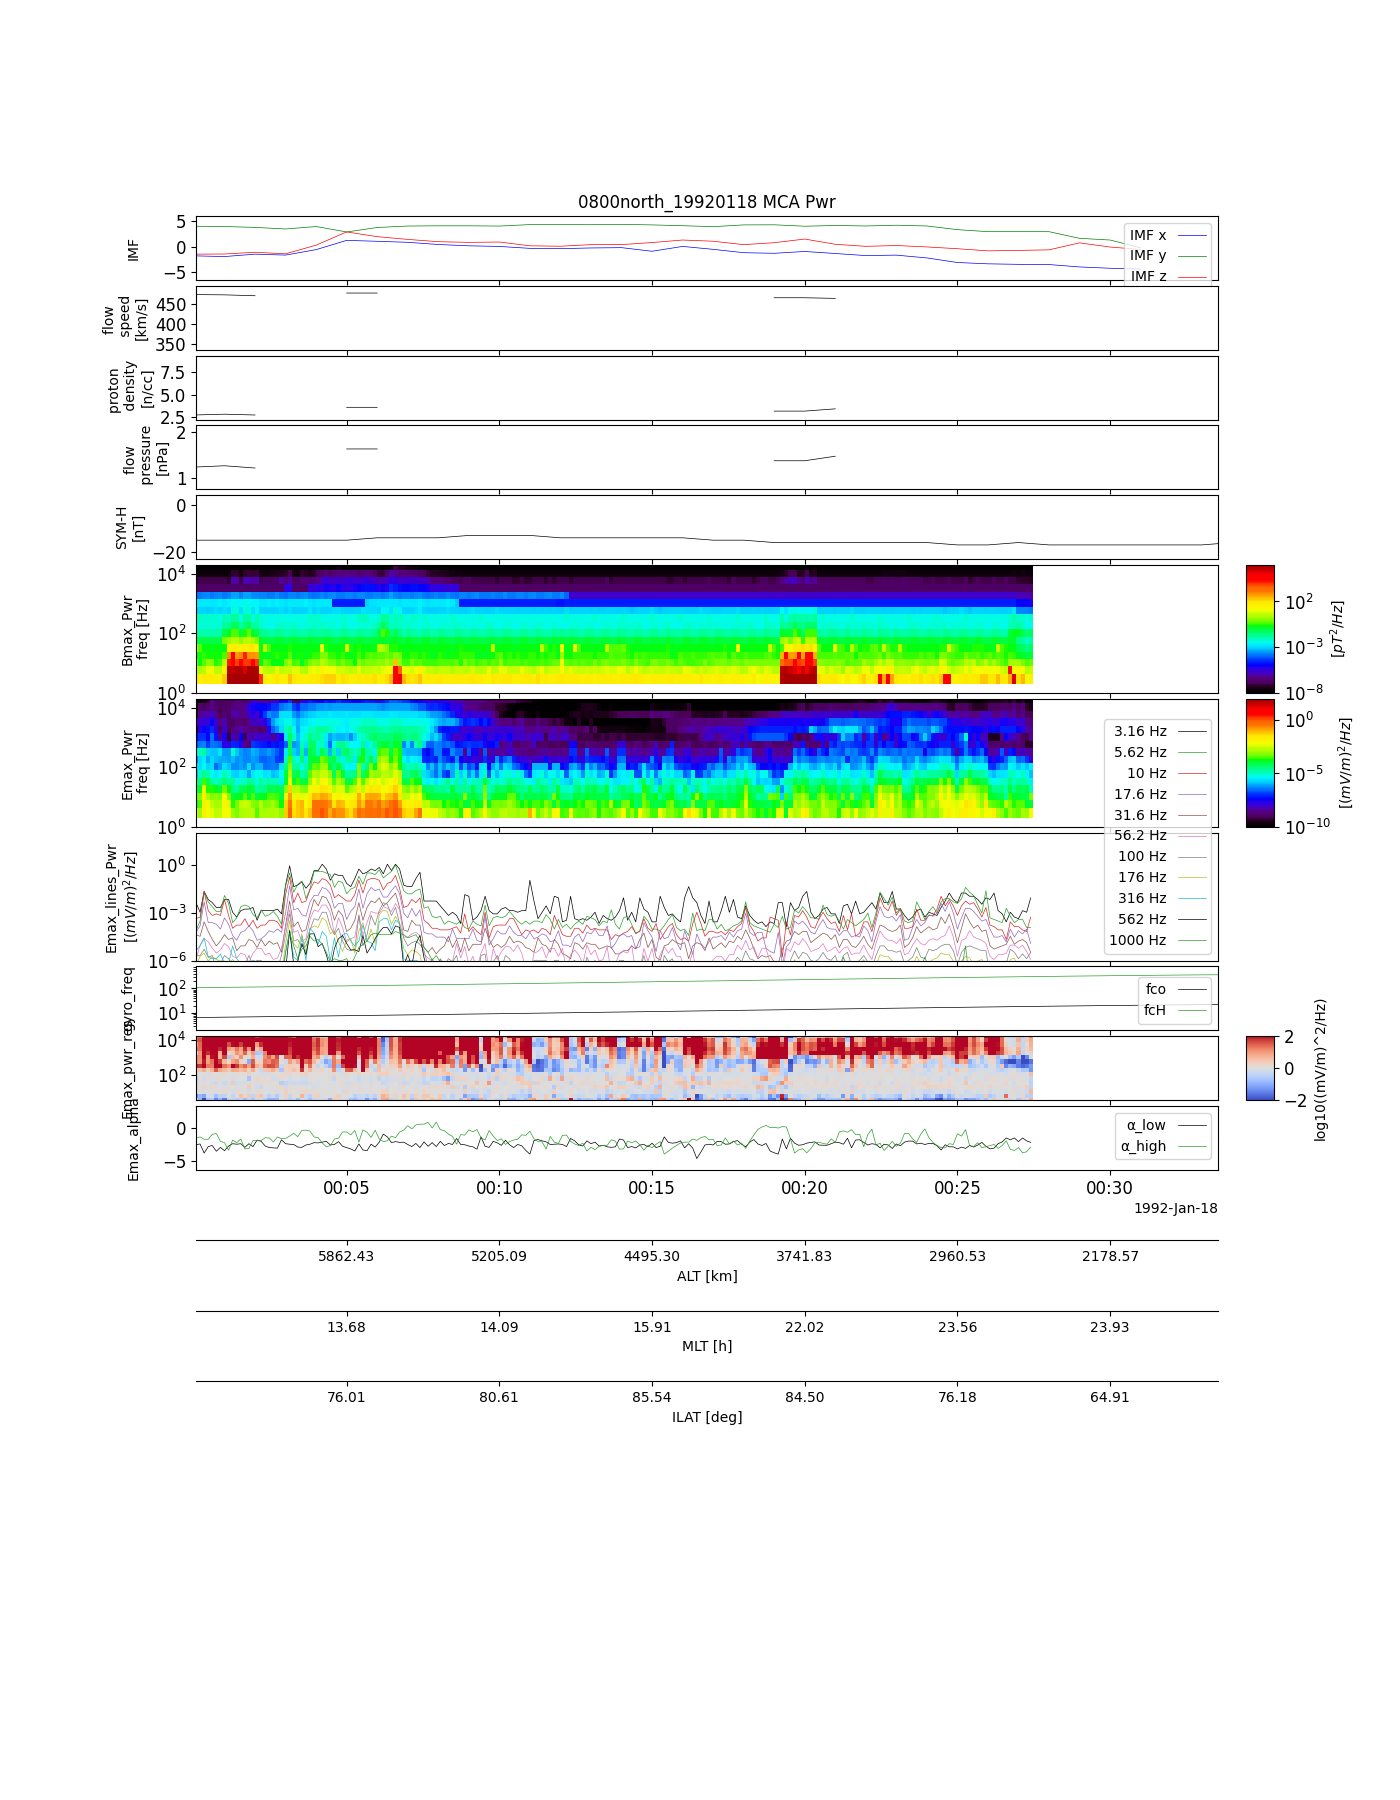 0800north_19920118 MCA Pwr
5
0
−5
IMF
IMF x
IMF y
IMF z
450
400
350
flow
speed
[km/s]
7.5
5.0
2.5
proton
density
[n/cc]
2
1
flow
pressure
[nPa]
0
−20
SYM-H
[nT]
10^4
10^2
10^0
Bmax_Pwr
freq [Hz]
10^2
10^−3
10^−8
[pT^2/Hz]
10^4
10^2
10^0
Emax_Pwr
freq [Hz]
10^0
10^−5
10^−10
[(mV/m)^2/Hz]
3.16 Hz
5.62 Hz
10 Hz
17.6 Hz
31.6 Hz
56.2 Hz
100 Hz
176 Hz
316 Hz
562 Hz
1000 Hz
10^0
10^−3
10^−6
Emax_lines_Pwr
[(mV/m)^2/Hz]
10^2
10^1
gyro_freq
fco
fcH
10^4
10^2
Emax_pwr_reg
2
0
−2
log10((mV/m)^2/Hz)
0
−5
Emax_alpha
α_low
α_high
00:05 00:10 00:15 00:20 00:25 00:30
1992-Jan-18
5862.43 5205.09 4495.30 3741.83 2960.53 2178.57
ALT [km]
13.68 14.09 15.91 22.02 23.56 23.93
MLT [h]
76.01 80.61 85.54 84.50 76.18 64.91
ILAT [deg]